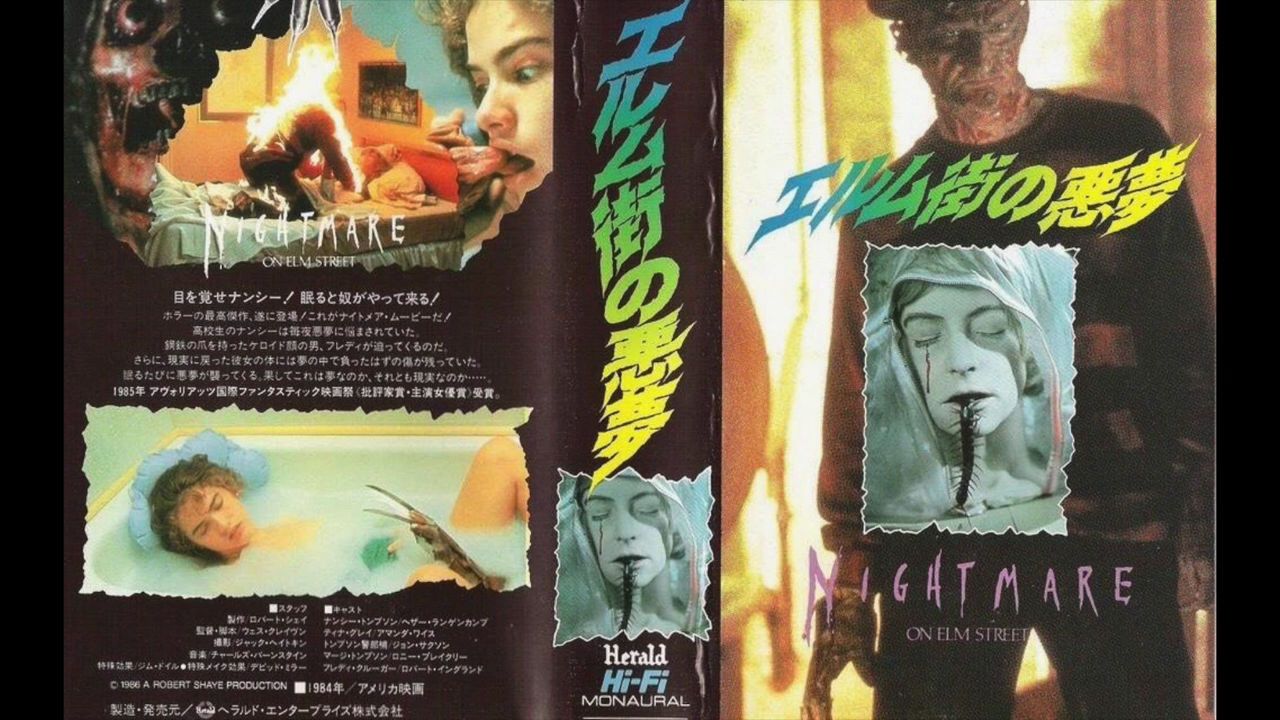 NIGHTMARE
ON ELM STREET
目を覚せナンシー! 眠ると奴がやって来る!
ホラーの最高傑作、遂に登場!これがナイトメア・ムービーだ!
高校生のナンシーは毎夜悪夢に悩まされていた。
鋼鉄の爪を持ったケロイド顔の男、フレディが迫ってくるのだ。
さらに、現実に戻った彼女の体には夢の中で負ったはずの傷が残っていた。
眠るたびに悪夢が襲ってくる。果してこれは夢なのか、それとも現実なのか……。
1985年 アヴォリアッツ国際ファンタスティック映画祭〈批評家賞・主演女優賞〉受賞。
■スタッフ
製作/ロバート・シェイ
監督・脚本/ウェス・クレイヴン
撮影/ジャック・ヘイトキン
音楽/チャールズ・バーンスタイン
特殊効果/ジム・ドイル●特殊メイク効果/デビッド・ミラー
■キャスト
ナンシー・トンプソン/ヘザー・ランゲンカンプ
ティナ・グレイ/アマンダ・ワイス
トンプソン警部補/ジョン・サクソン
マージ・トンプソン/ロニー・ブレイクリー
フレディ・クルーガー/ロバート・イングランド
© 1986 A ROBERT SHAYE PRODUCTION ■1984年/アメリカ映画
製造・発売元/Herald ヘラルド・エンタープライズ株式会社
エルム街の悪夢
Herald
Hi-Fi
MONAURAL
エルム街の悪夢
NIGHTMARE
ON ELM STREET